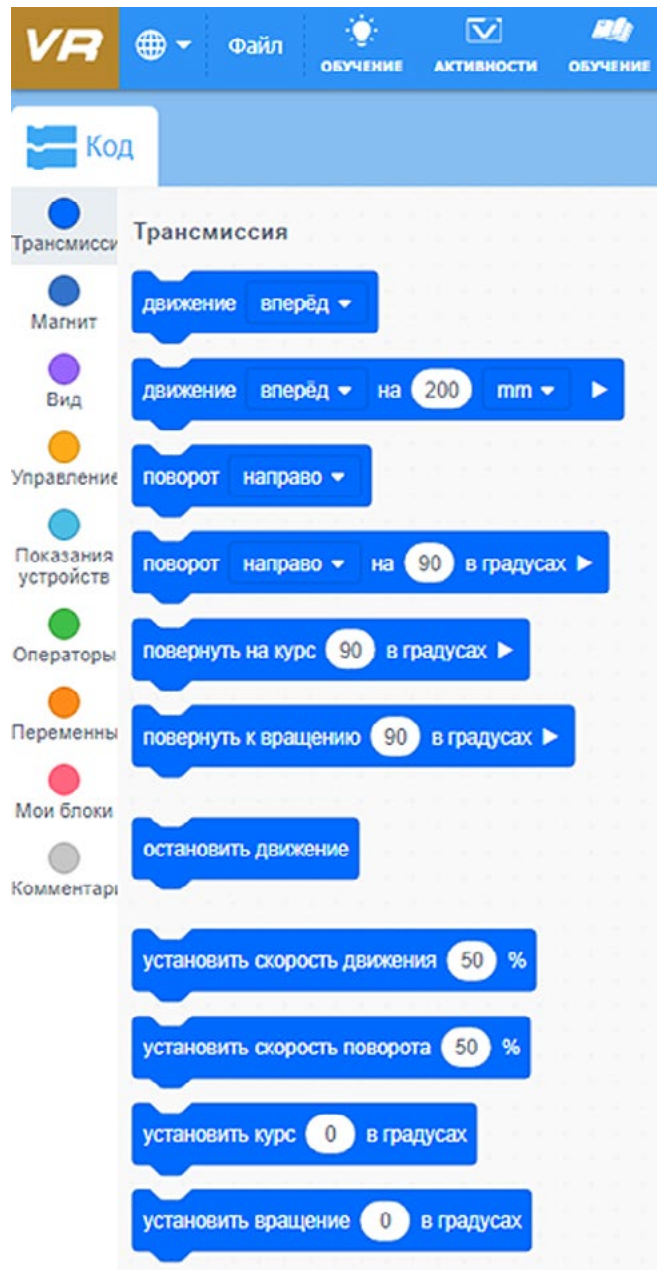 VR Файл ОБУЧЕНИЕ АКТИВНОСТИ ОБУЧЕНИЕ
Код
Трансмисси
Магнит
Вид
Управление
Показания
устройств
Операторы
Переменны
Мои блоки
Комментари
Трансмиссия
движение вперёд
движение вперёд на 200 mm
поворот направо
поворот направо на 90 в градусах
повернуть на курс 90 в градусах
повернуть к вращению 90 в градусах
остановить движение
установить скорость движения 50 %
установить скорость поворота 50 %
установить курс 0 в градусах
установить вращение 0 в градусах